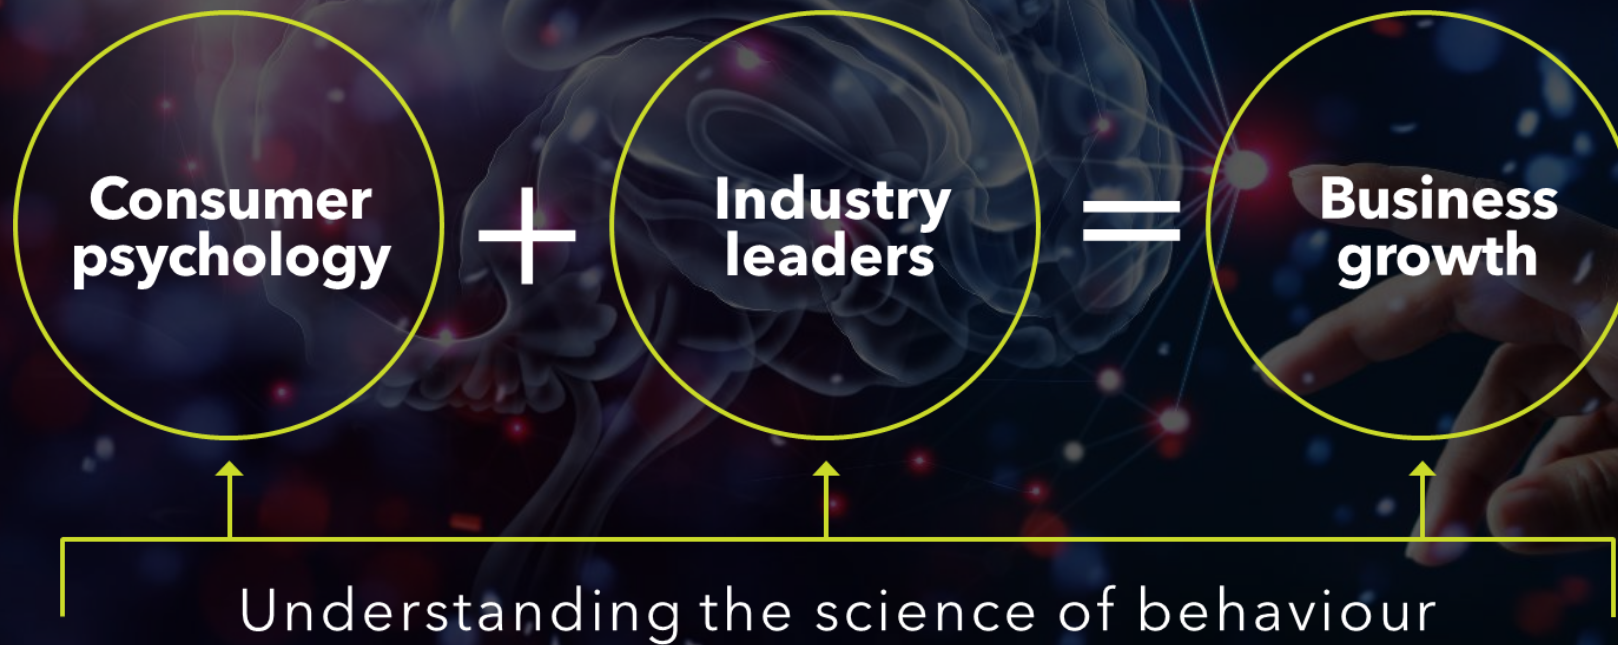 Consumer
psychology
+
Industry
leaders
=
Business
growth
Understanding the science of behaviour